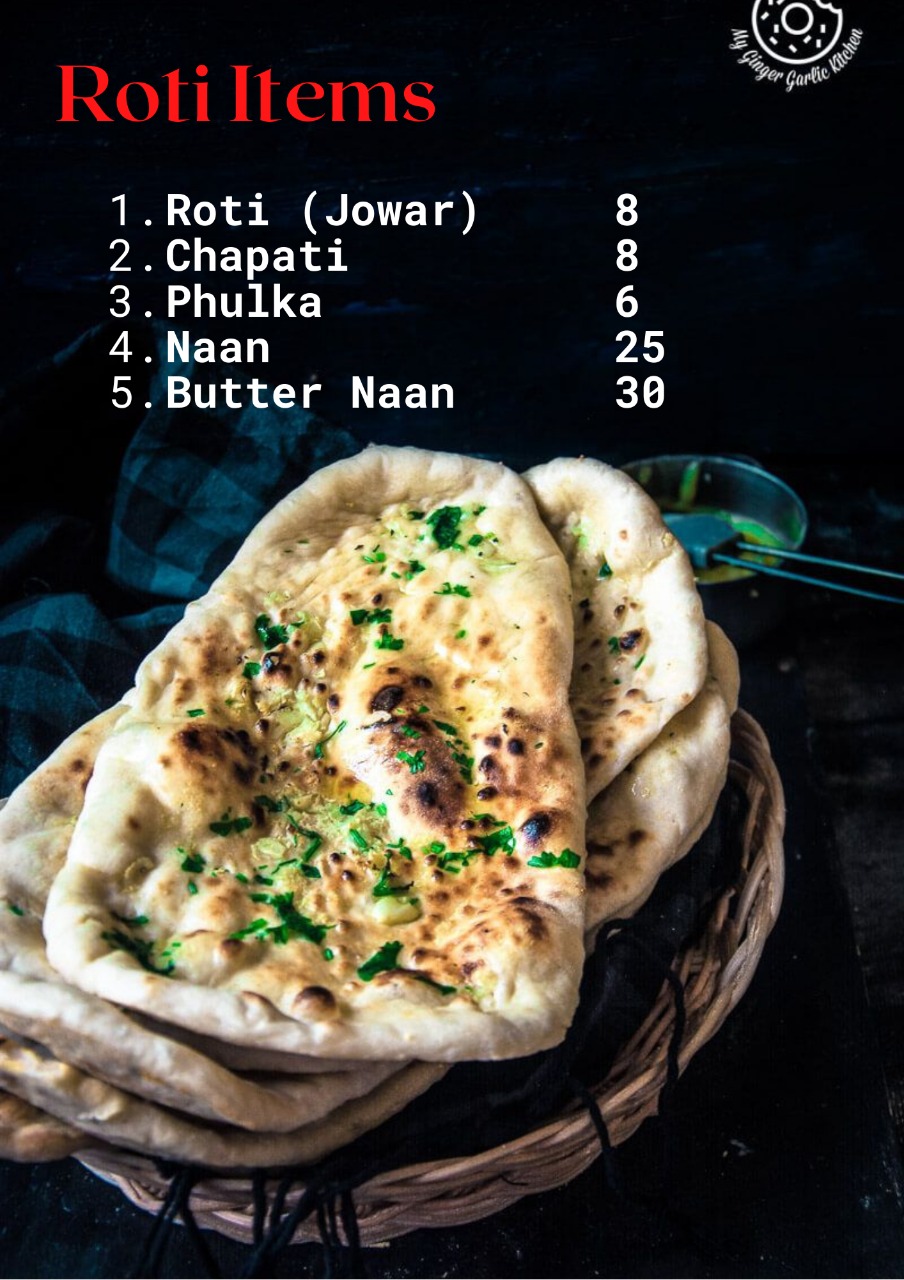 My Ginger Garlic Kitchen
Roti Items
1. Roti (Jowar) 8
2. Chapati 8
3. Phulka 6
4. Naan 25
5. Butter Naan 30